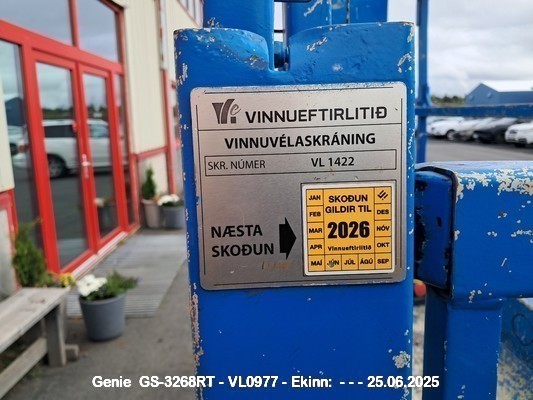 VINNUEFTIRLITIÐ
VINNUVÉLASKRÁNING
SKR. NÚMER VL 1422
NÆSTA
SKOÐUN
JAN
FEB
MAR
APR
MAÍ JÚN JÚL ÁGÚ SEP
OKT
NÓV
DES
SKOÐUN
GILDIR TIL
2026
Vinnueftirlitið
Genie GS-3268RT - VL0977 - Ekinn: - - - 25.06.2025